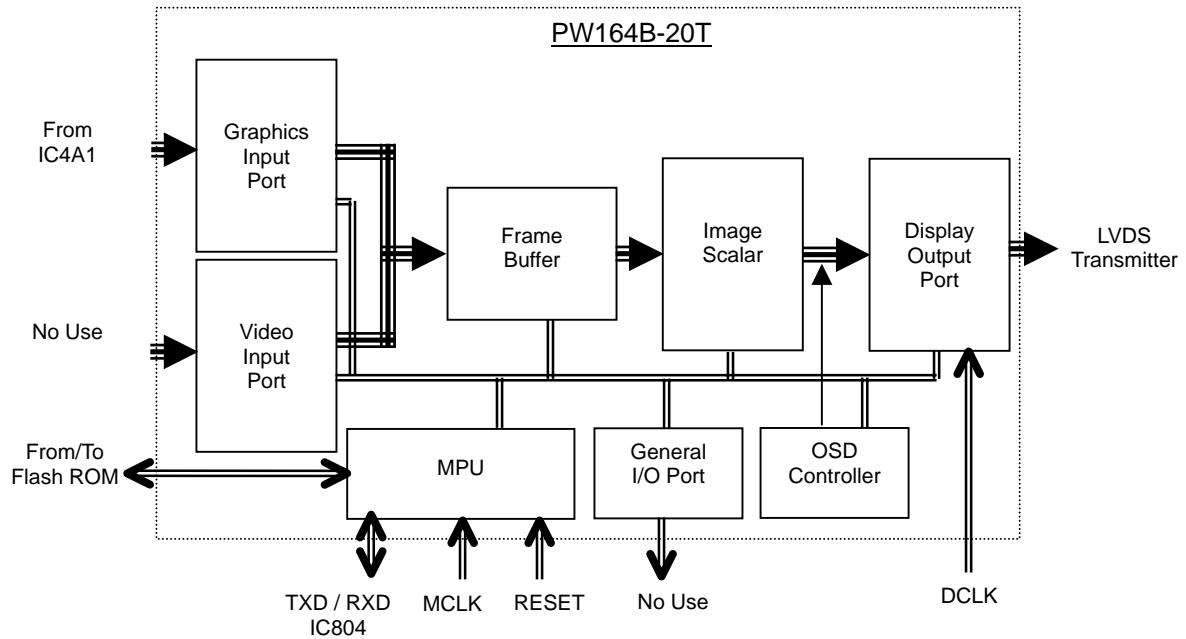 PW164B-20T
From
IC4A1
Graphics
Input
Port
Frame
Buffer
Image
Scalar
Display
Output
Port
LVDS
Transmitter
No Use
Video
Input
Port
From/To
Flash ROM
MPU
General
I/O Port
OSD
Controller
TXD / RXD
IC804
MCLK
RESET
No Use
DCLK